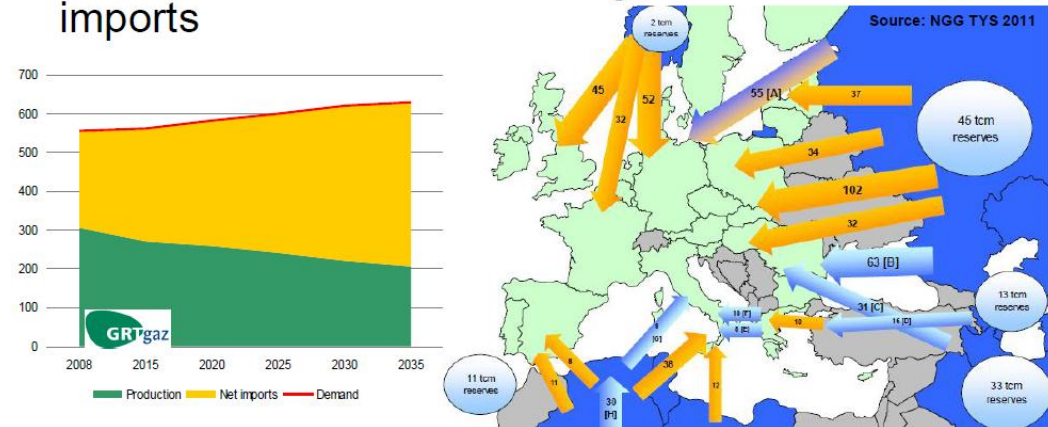 imports
700
600
500
400
300
200
100
0
2008 2015 2020 2025 2030 2035
GRTgaz
Production Net imports Demand
Source: NGG TYS 2011
2 tcm
reserves
45
32
52
55 [A]
37
45 tcm
reserves
34
102
32
63 [B]
31 [C]
13 tcm
reserves
16 [D]
10
8 [E]
[G]
38
8
11
12
30
[H]
11 tcm
reserves
33 tcm
reserves